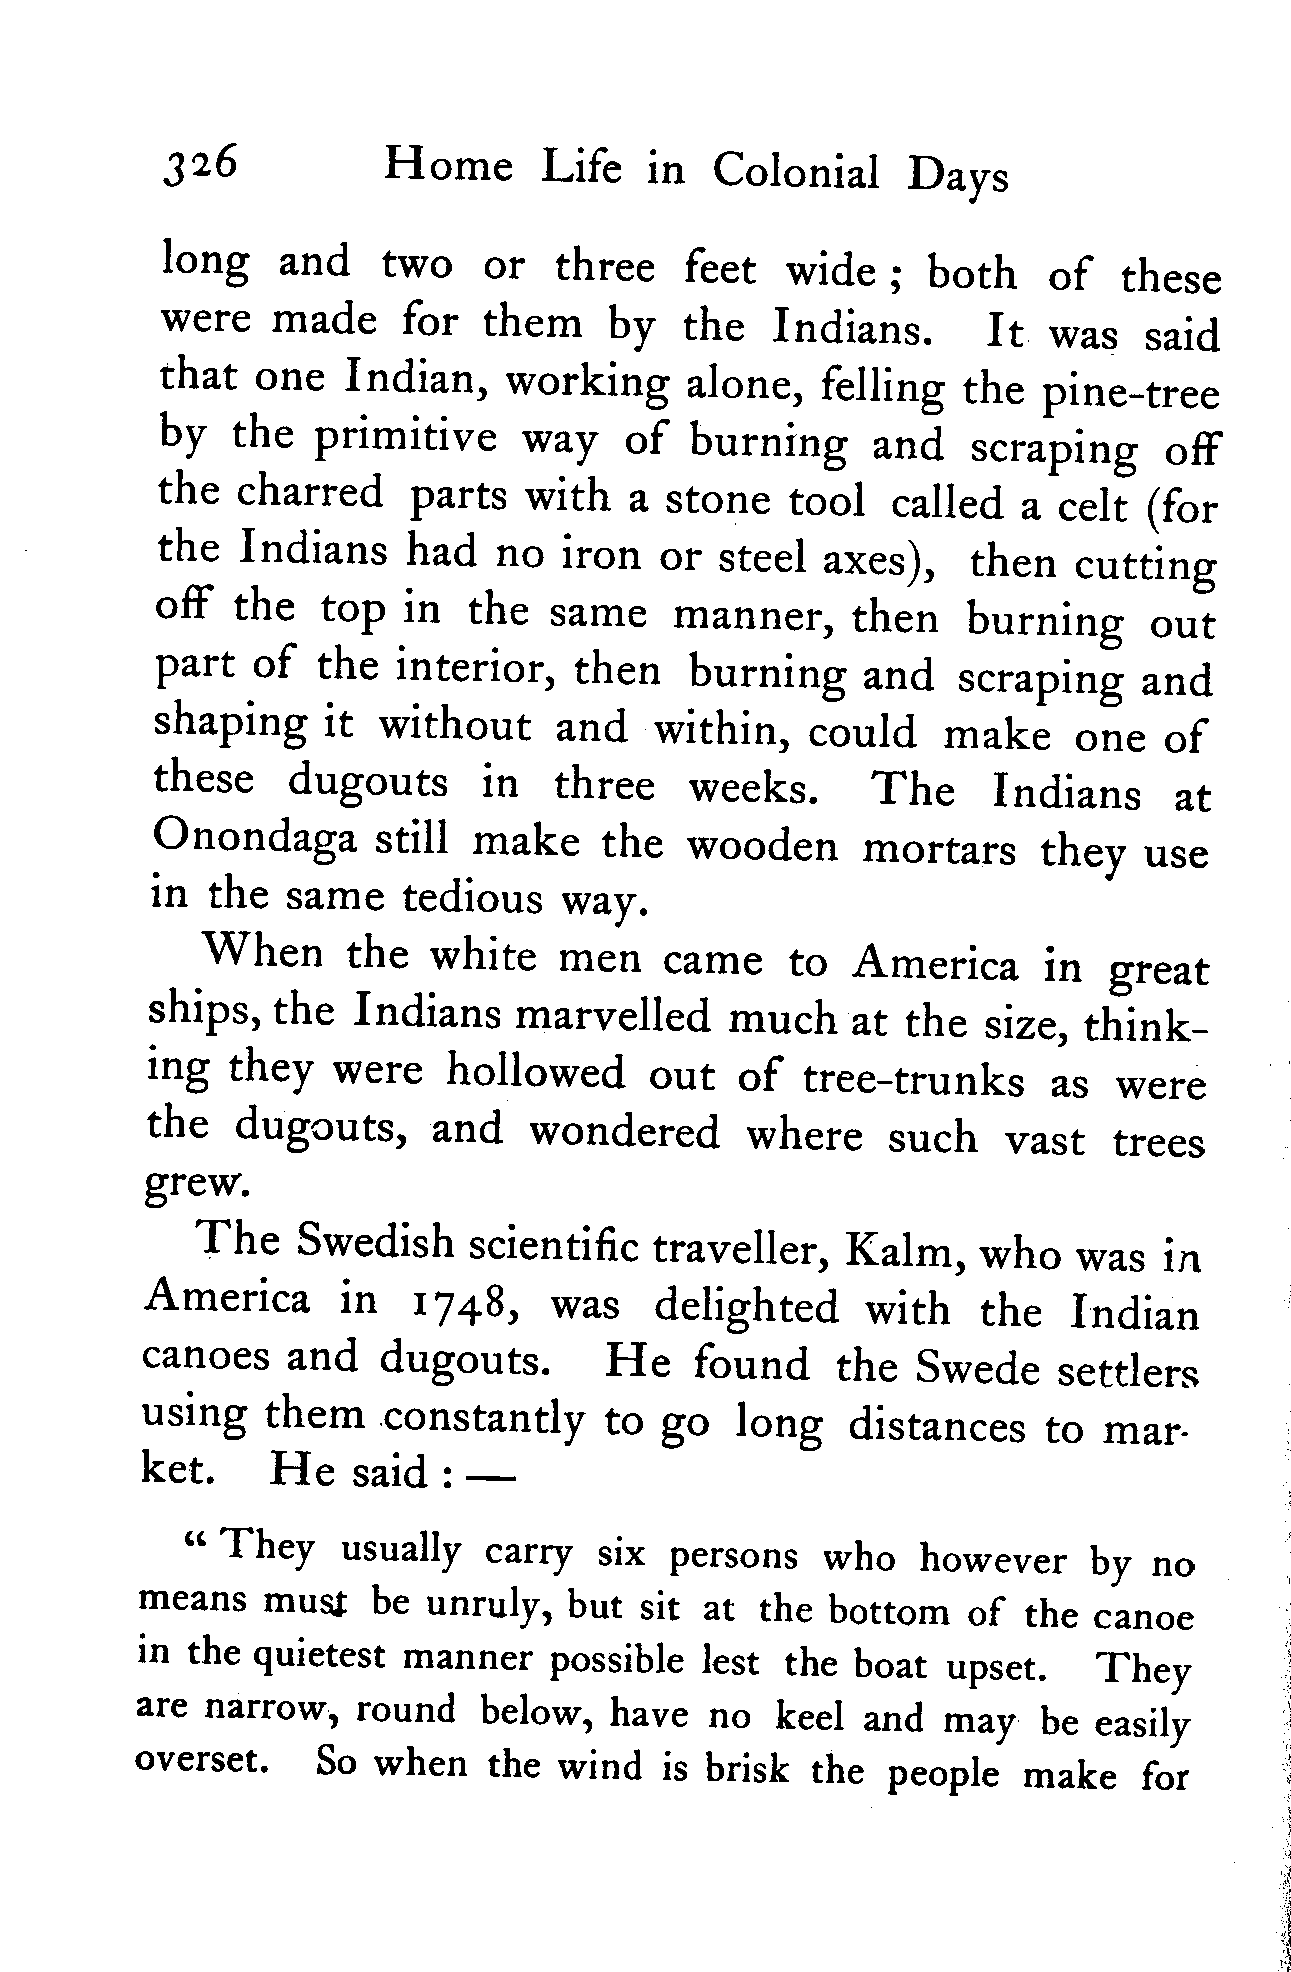 326 Home Life in Colonial Days
long and two or three feet wide ; both of these
were made for them by the Indians. It was said
that one Indian, working alone, felling the pine-tree
by the primitive way of burning and scraping off
the charred parts with a stone tool called a celt (for
the Indians had no iron or steel axes), then cutting
off the top in the same manner, then burning out
part of the interior, then burning and scraping and
shaping it without and within, could make one of
these dugouts in three weeks. The Indians at
Onondaga still make the wooden mortars they use
in the same tedious way.
When the white men came to America in great
ships, the Indians marvelled much at the size, think-
ing they were hollowed out of tree-trunks as were
the dugouts, and wondered where such vast trees
grew.
The Swedish scientific traveller, Kalm, who was in
America in 1748, was delighted with the Indian
canoes and dugouts. He found the Swede settlers
using them constantly to go long distances to mar-
ket. He said : —
“ They usually carry six persons who however by no
means must be unruly, but sit at the bottom of the canoe
in the quietest manner possible lest the boat upset. They
are narrow, round below, have no keel and may be easily
overset. So when the wind is brisk the people make for